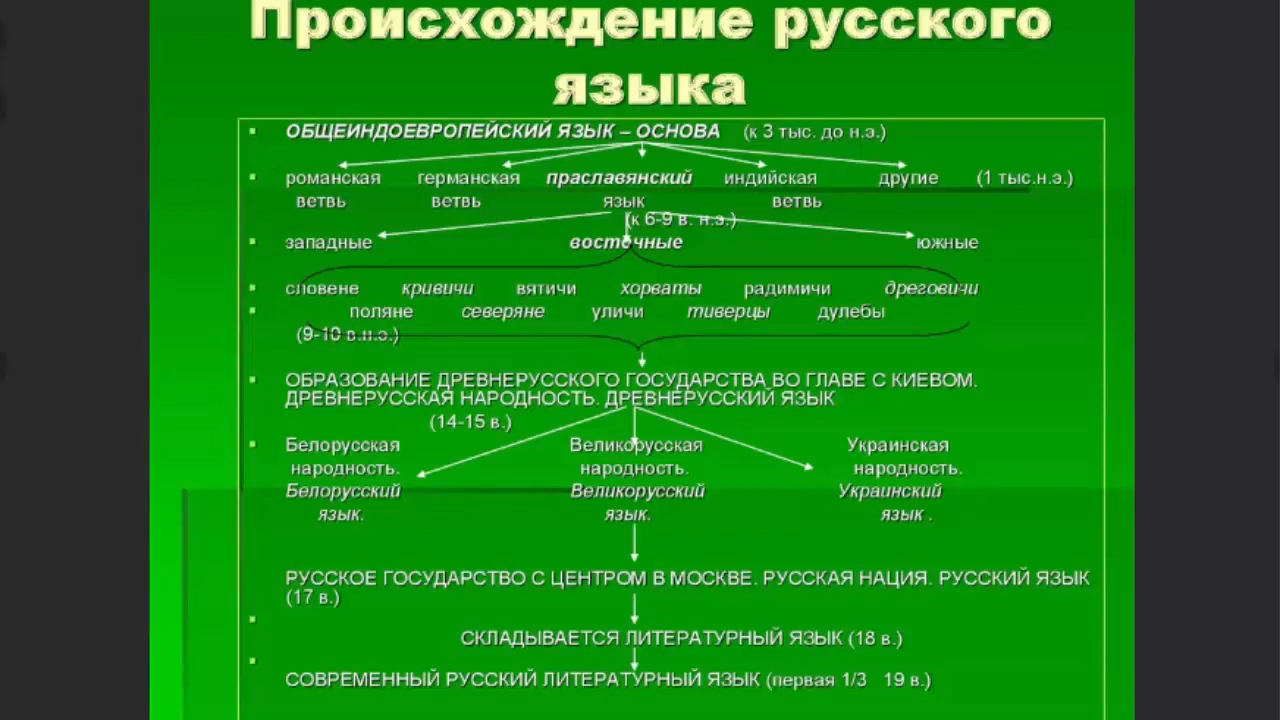 Происхождение русского
языка
ОБЩЕИНДОЕВРОПЕЙСКИЙ ЯЗЫК – ОСНОВА (к 3 тыс. до н.э.)
романская германская праславянский индийская другие (1 тыс.н.э.)
ветвь ветвь язык ветвь
(к 6-9 в. н.э.)
западные восточные южные
словене кривичи вятичи хорваты радимичи дреговичи
поляне северяне уличи тиверцы дулебы
(9-10 в.н.э.)
ОБРАЗОВАНИЕ ДРЕВНЕРУССКОГО ГОСУДАРСТВА ВО ГЛАВЕ С КИЕВОМ.
ДРЕВНЕРУССКАЯ НАРОДНОСТЬ. ДРЕВНЕРУССКИЙ ЯЗЫК
(14-15 в.)
Белорусская Великорусская Украинская
народность. народность. народность.
Белорусский Великорусский Украинский
язык. язык. язык .
РУССКОЕ ГОСУДАРСТВО С ЦЕНТРОМ В МОСКВЕ. РУССКАЯ НАЦИЯ. РУССКИЙ ЯЗЫК
(17 в.)
СКЛАДЫВАЕТСЯ ЛИТЕРАТУРНЫЙ ЯЗЫК (18 в.)
СОВРЕМЕННЫЙ РУССКИЙ ЛИТЕРАТУРНЫЙ ЯЗЫК (первая 1/3 19 в.)